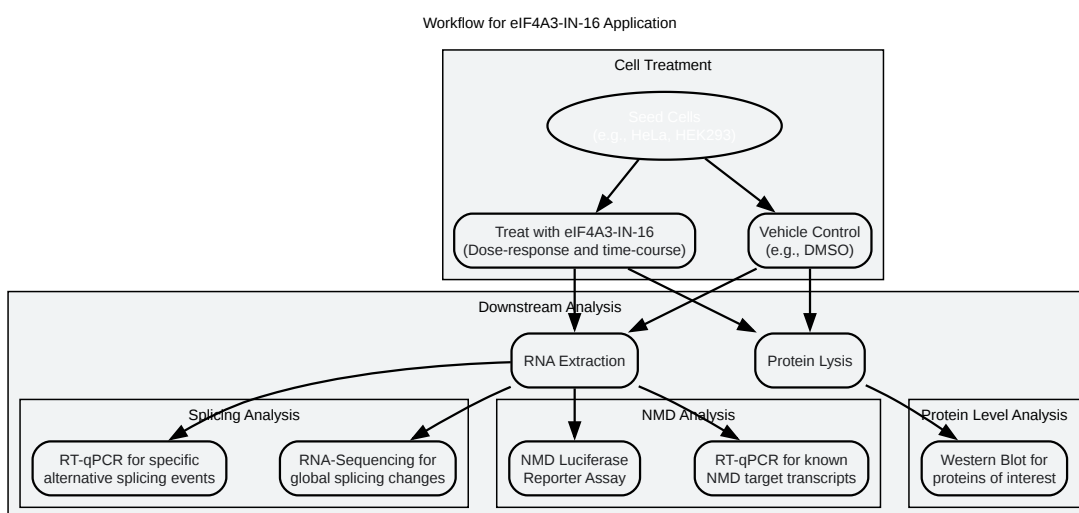 Workflow for eIF4A3-IN-16 Application
Cell Treatment
Seed Cells
(e.g., HeLa, HEK293)
Treat with eIF4A3-IN-16
(Dose-response and time-course)
Vehicle Control
(e.g., DMSO)
Downstream Analysis
RNA Extraction
Protein Lysis
Splicing Analysis
NMD Analysis
Protein Level Analysis
RT-qPCR for specific
alternative splicing events
RNA-Sequencing for
global splicing changes
NMD Luciferase
Reporter Assay
RT-qPCR for known
NMD target transcripts
Western Blot for
proteins of interest